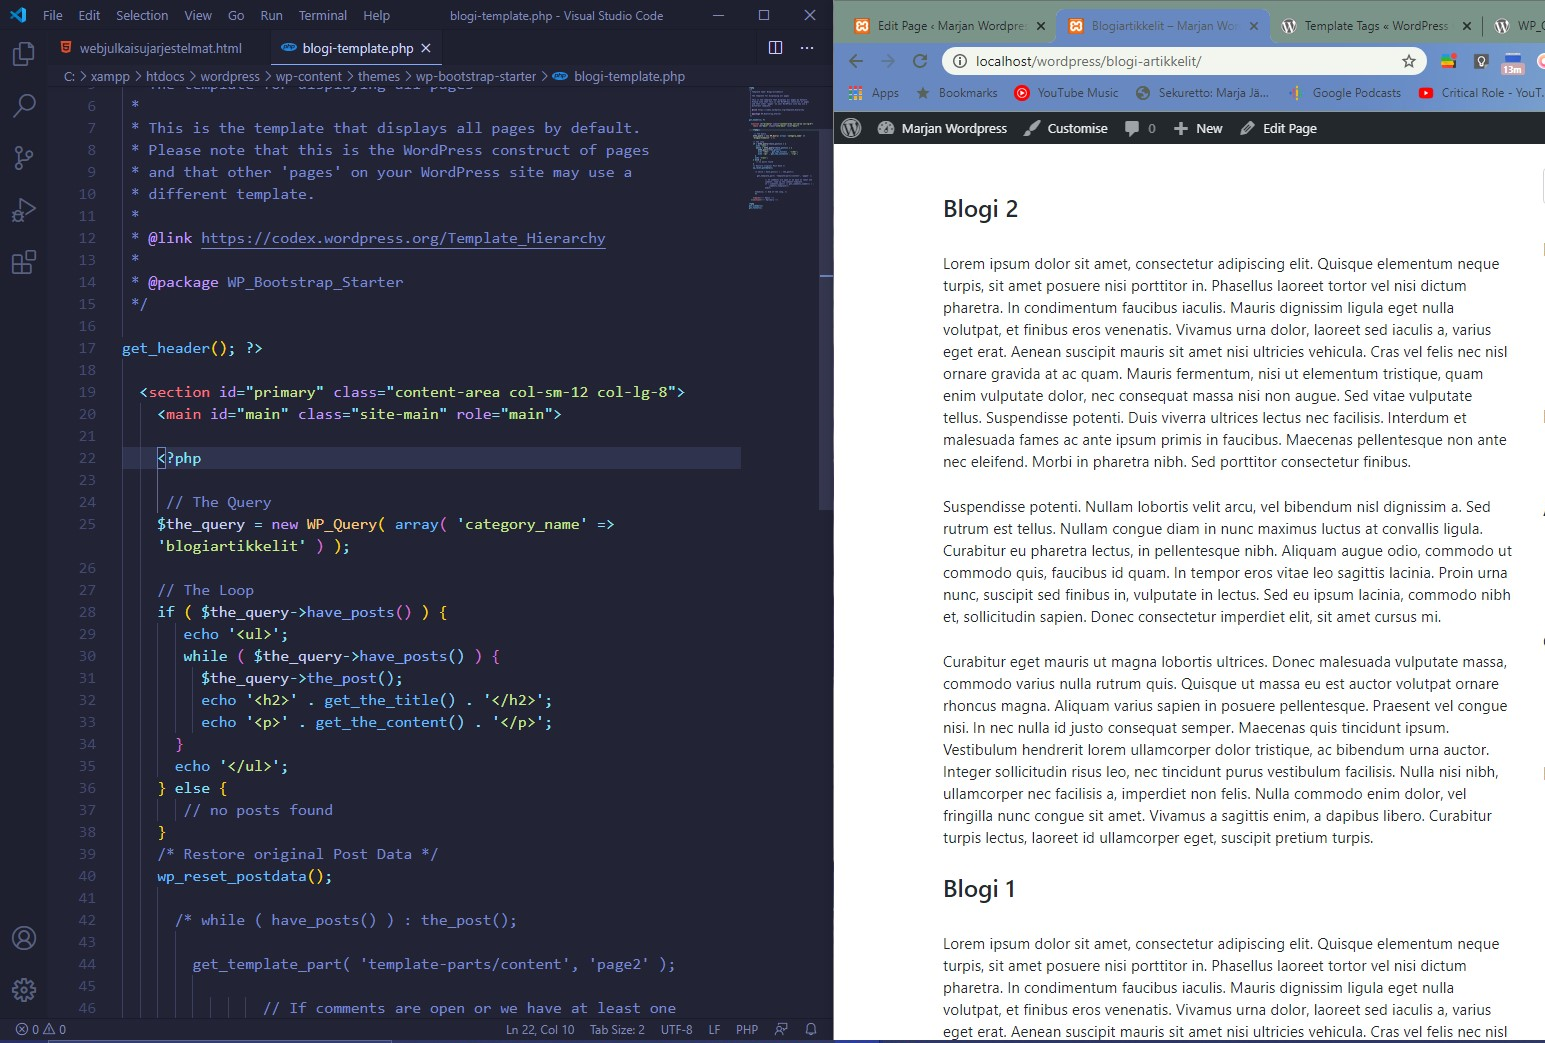 File Edit Selection View Go Run Terminal Help blogi-template.php - Visual Studio Code
webjulkaisujarjestelmat.html php blogi-template.php
C: > xampp > htdocs > wordpress > wp-content > themes > wp-bootstrap-starter > php blogi-template.php
* The template for displaying all pages
6 *
7 * This is the template that displays all pages by default.
8 * Please note that this is the WordPress construct of pages
9 * and that other 'pages' on your WordPress site may use a
10 * different template.
11 *
12 * @link https://codex.wordpress.org/Template_Hierarchy
13 *
14 * @package WP_Bootstrap_Starter
15 */
16
17 get_header(); ?>
18
19 <section id="primary" class="content-area col-sm-12 col-lg-8">
20 <main id="main" class="site-main" role="main">
21
22 <?php
23
24 // The Query
25 $the_query = new WP_Query( array( 'category_name' =>
'blogiartikkelit' ) );
26
27 // The Loop
28 if ( $the_query->have_posts() ) {
29 echo '<ul>';
30 while ( $the_query->have_posts() ) {
31 $the_query->the_post();
32 echo '<h2>' . get_the_title() . '</h2>';
33 echo '<p>' . get_the_content() . '</p>';
34 }
35 echo '</ul>';
36 } else {
37 // no posts found
38 }
39 /* Restore original Post Data */
40 wp_reset_postdata();
41
42 /* while ( have_posts() ) : the_post();
43
44 get_template_part( 'template-parts/content', 'page2' );
45
46 // If comments are open or we have at least one
0 0 Ln 22, Col 10 Tab Size: 2 UTF-8 LF PHP
Edit Page ‹ Marjan Wordpre Blogiartikkelit – Marjan Wo Template Tags « WordPress WP_
localhost/wordpress/blogi-artikkelit/ 13m
Apps Bookmarks YouTube Music Sekuretto: Marja Jä... Google Podcasts Critical Role - YouT
Marjan Wordpress Customise 0 New Edit Page
Blogi 2
Lorem ipsum dolor sit amet, consectetur adipiscing elit. Quisque elementum neque
turpis, sit amet posuere nisi porttitor in. Phasellus laoreet tortor vel nisi dictum
pharetra. In condimentum faucibus iaculis. Mauris dignissim ligula eget nulla
volutpat, et finibus eros venenatis. Vivamus urna dolor, laoreet sed iaculis a, varius
eget erat. Aenean suscipit mauris sit amet nisi ultricies vehicula. Cras vel felis nec nisl
ornare gravida at ac quam. Mauris fermentum, nisi ut elementum tristique, quam
enim vulputate dolor, nec consequat massa nisi non augue. Sed vitae vulputate
tellus. Suspendisse potenti. Duis viverra ultrices lectus nec facilisis. Interdum et
malesuada fames ac ante ipsum primis in faucibus. Maecenas pellentesque non ante
nec eleifend. Morbi in pharetra nibh. Sed porttitor consectetur finibus.
Suspendisse potenti. Nullam lobortis velit arcu, vel bibendum nisl dignissim a. Sed
rutrum est tellus. Nullam congue diam in nunc maximus luctus at convallis ligula.
Curabitur eu pharetra lectus, in pellentesque nibh. Aliquam augue odio, commodo ut
commodo quis, faucibus id quam. In tempor eros vitae leo sagittis lacinia. Proin urna
nunc, suscipit sed finibus in, vulputate in lectus. Sed eu ipsum lacinia, commodo nibh
et, sollicitudin sapien. Donec consectetur imperdiet elit, sit amet cursus mi.
Curabitur eget mauris ut magna lobortis ultrices. Donec malesuada vulputate massa,
commodo varius nulla rutrum quis. Quisque ut massa eu est auctor volutpat ornare
rhoncus magna. Aliquam varius sapien in posuere pellentesque. Praesent vel congue
nisi. In nec nulla id justo consequat semper. Maecenas quis tincidunt ipsum.
Vestibulum hendrerit lorem ullamcorper dolor tristique, ac bibendum urna auctor.
Integer sollicitudin risus leo, nec tincidunt purus vestibulum facilisis. Nulla nisi nibh,
ullamcorper nec facilisis a, imperdiet non felis. Nulla commodo enim dolor, vel
fringilla nunc congue sit amet. Vivamus a sagittis enim, a dapibus libero. Curabitur
turpis lectus, laoreet id ullamcorper eget, suscipit pretium turpis.
Blogi 1
Lorem ipsum dolor sit amet, consectetur adipiscing elit. Quisque elementum neque
turpis, sit amet posuere nisi porttitor in. Phasellus laoreet tortor vel nisi dictum
pharetra. In condimentum faucibus iaculis. Mauris dignissim ligula eget nulla
volutpat, et finibus eros venenatis. Vivamus urna dolor, laoreet sed iaculis a, varius
eget erat. Aenean suscipit mauris sit amet nisi ultricies vehicula. Cras vel felis nec nisl